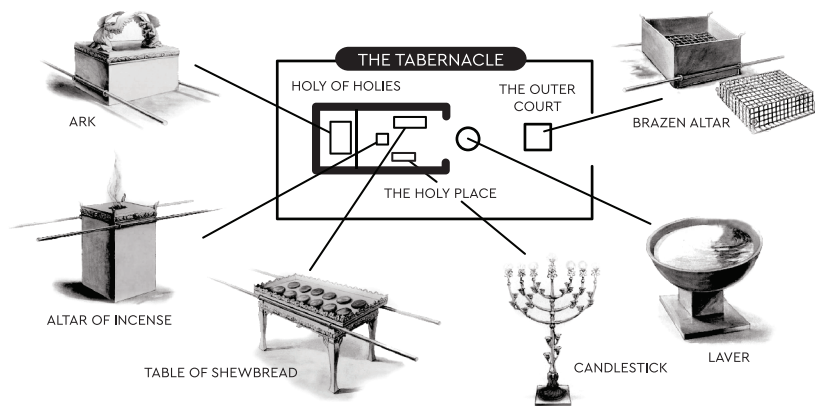 THE TABERNACLE
HOLY OF HOLIES
THE OUTER
COURT
ARK
BRAZEN ALTAR
THE HOLY PLACE
ALTAR OF INCENSE
TABLE OF SHEWBREAD
CANDLESTICK
LAVER